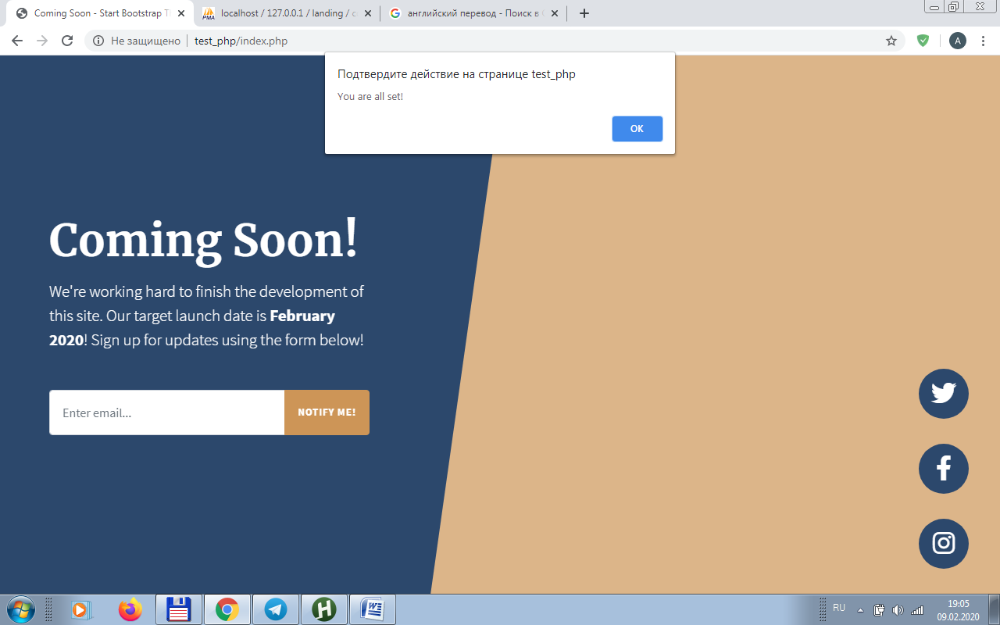 Coming Soon - Start Bootstrap Th
PMA localhost / 127.0.0.1 / landing / c
английский перевод - Поиск в G
Не защищено test_php/index.php
A
Подтвердите действие на странице test_php
You are all set!
OK
Coming Soon!
We're working hard to finish the development of
this site. Our target launch date is February
2020! Sign up for updates using the form below!
Enter email...
NOTIFY ME!
RU
19:05
09.02.2020